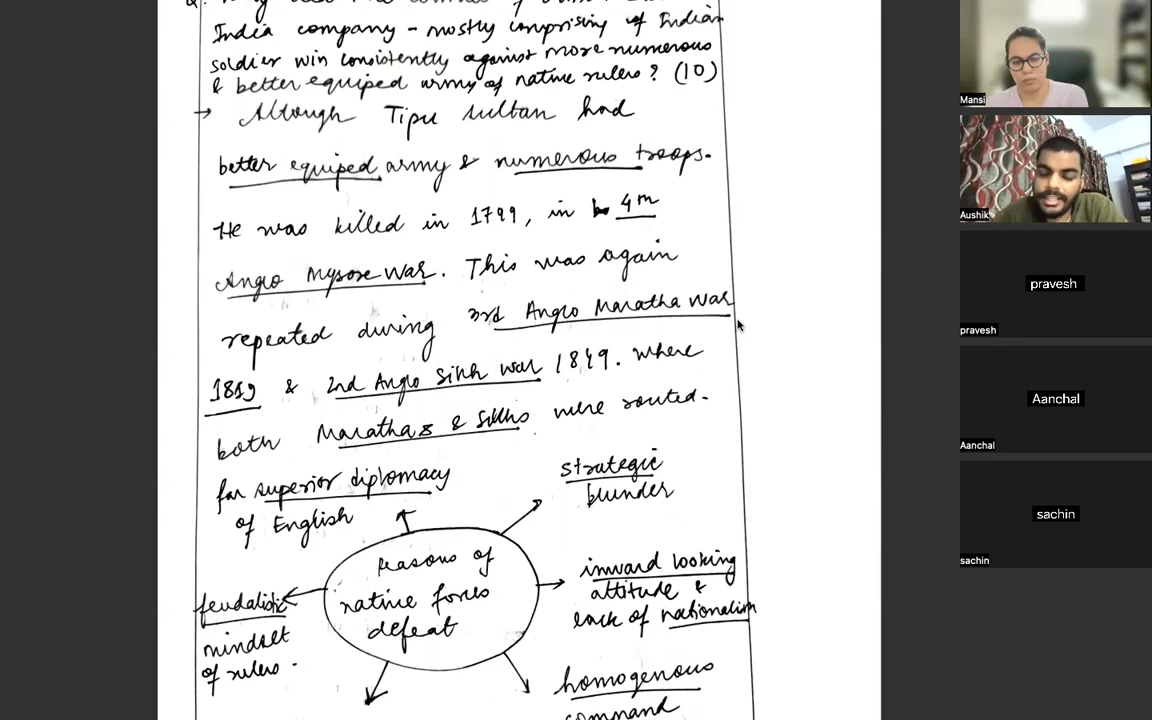 India company - mostly comprising of Indian
soldier win consistently against more numerous
& better equiped army of native rulers? (10)
→ Altough Tipu sultan had
better equiped army & numerous troops.
He was killed in 1799, in 4th
Anglo Mysore War. This was again
repeated during 3rd Anglo Maratha War
1819 & 2nd Anglo Sikh War 1849. Where
both Marathas & Sikhs were routed.
far superior diplomacy
of English
strategic
blunder
Reasons of
native forces
defeat
inward looking
attitude &
lack of nationalism
feudalistic
mindset
of rulers.
homogenous
command
Mansi
Aushik
pravesh
pravesh
Aanchal
Aanchal
sachin
sachin